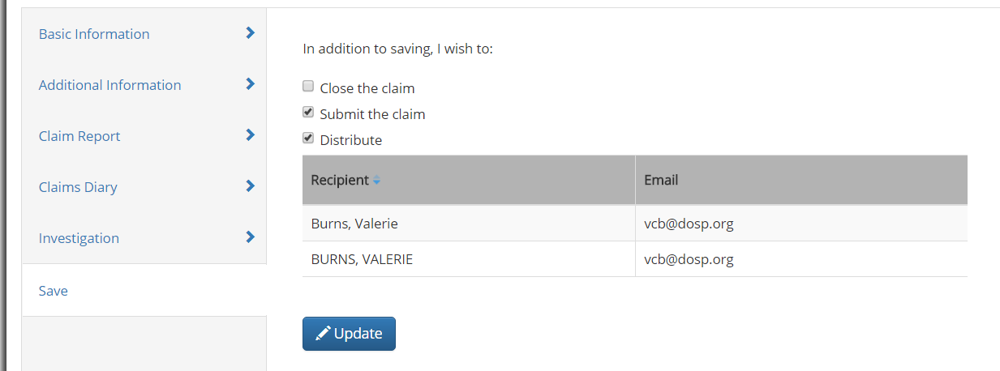 Basic Information
Additional Information
Claim Report
Claims Diary
Investigation
Save
In addition to saving, I wish to:
Close the claim
Submit the claim
Distribute
Recipient Email
Burns, Valerie vcb@dosp.org
BURNS, VALERIE vcb@dosp.org
Update